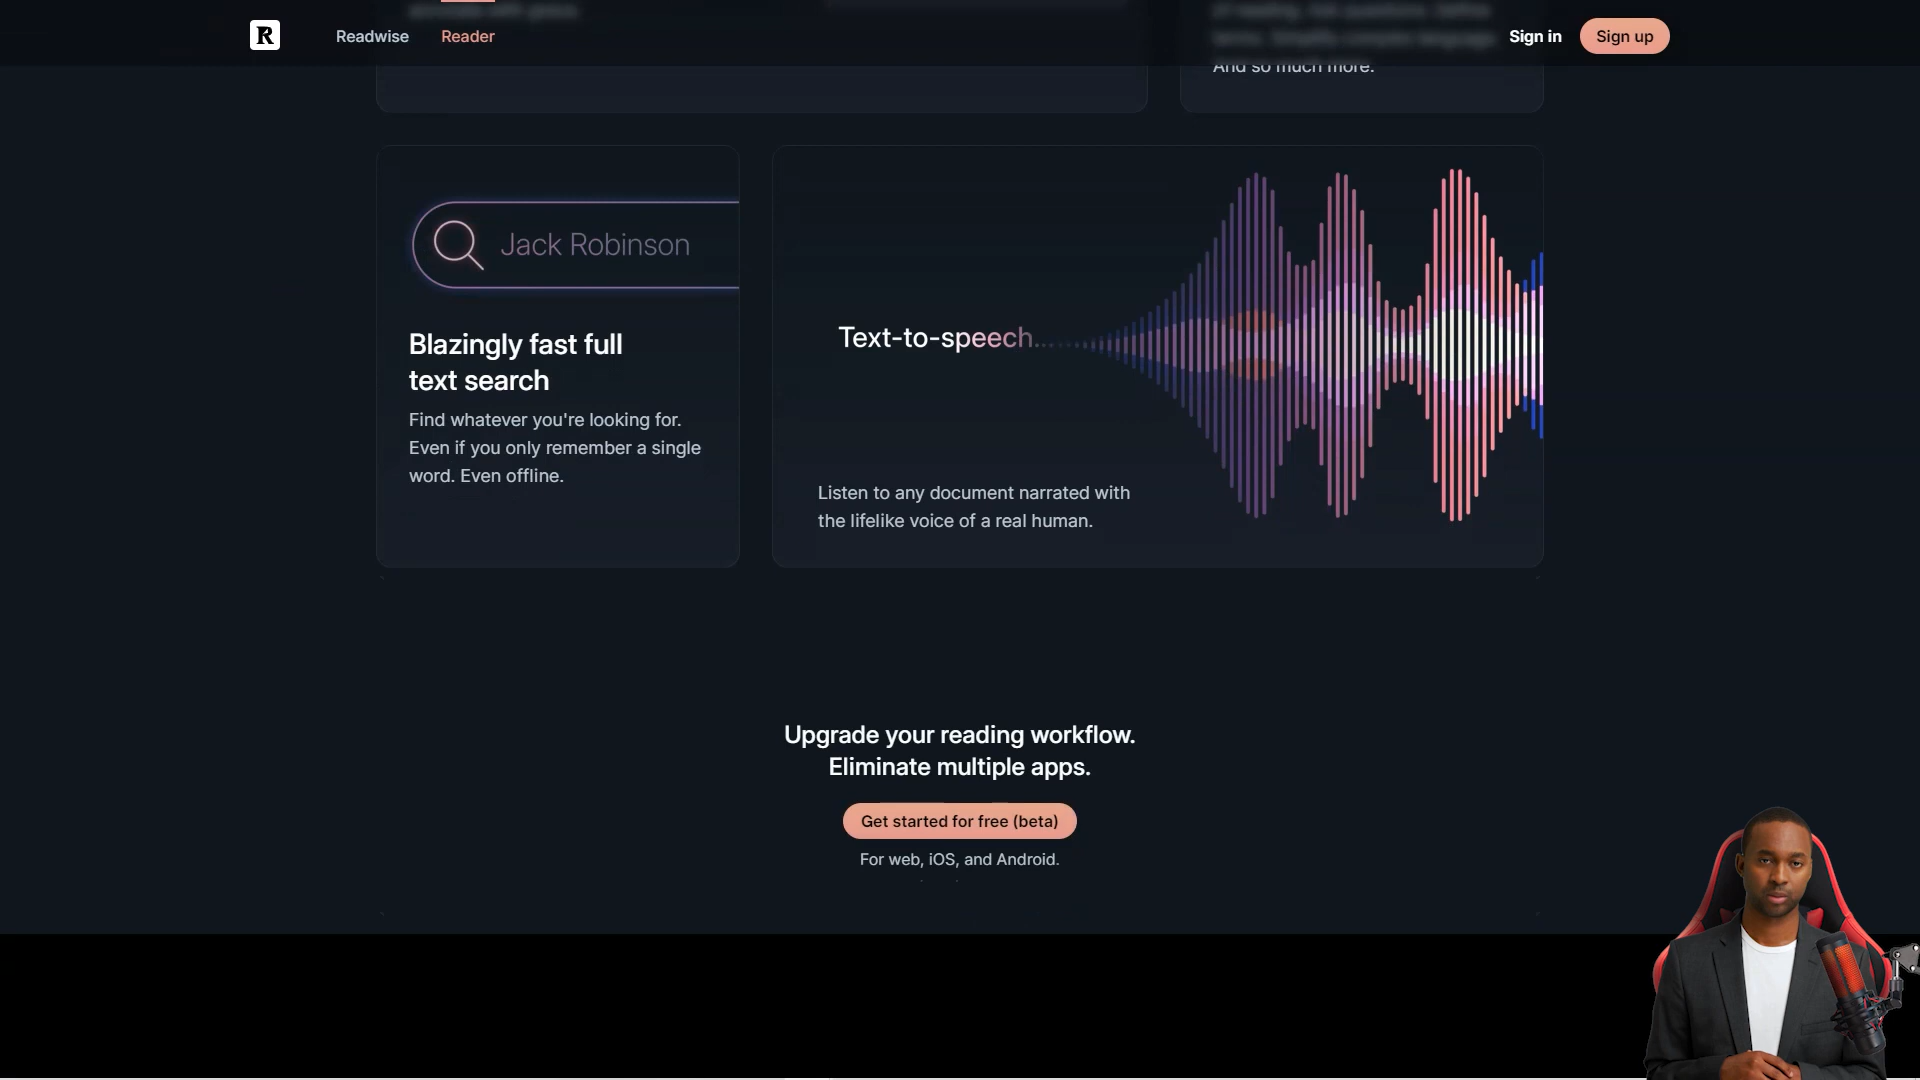 R
Readwise
Reader
Sign in
Sign up
And so much more.
Jack Robinson
Blazingly fast full
text search
Find whatever you're looking for.
Even if you only remember a single
word. Even offline.
Text-to-speech...
Listen to any document narrated with
the lifelike voice of a real human.
Upgrade your reading workflow.
Eliminate multiple apps.
Get started for free (beta)
For web, iOS, and Android.